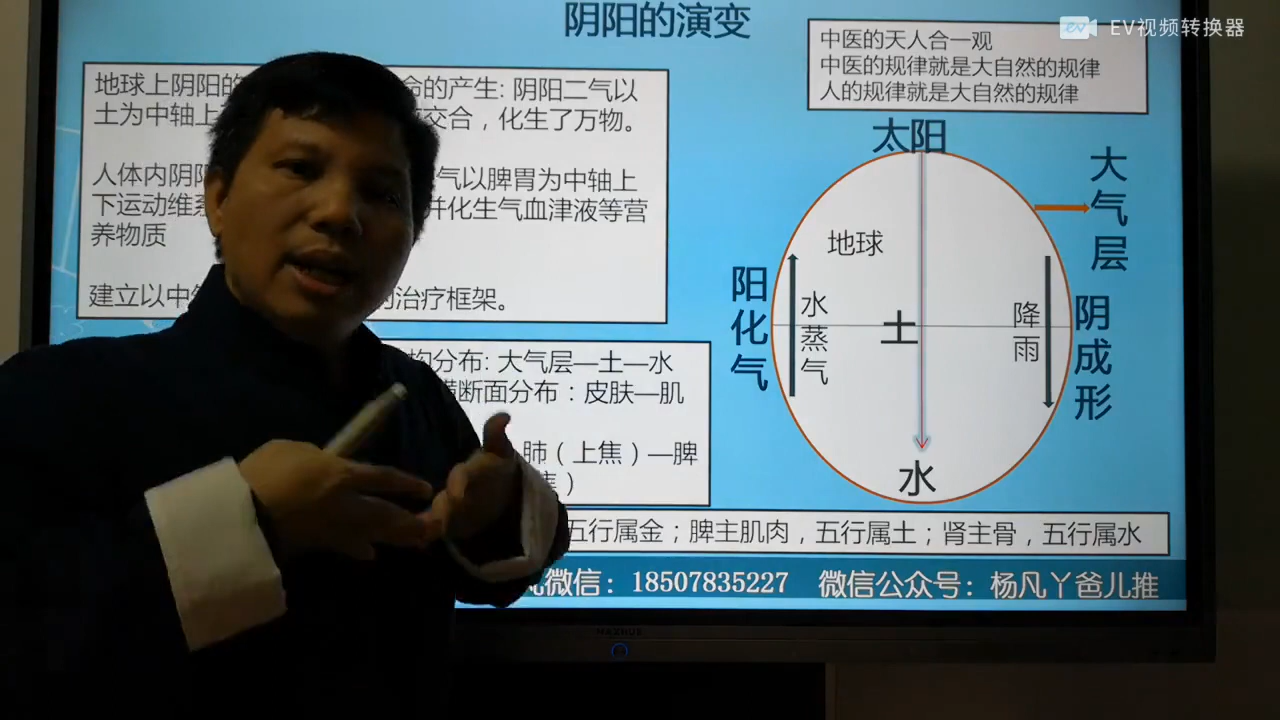 阴阳的演变
EV视频转换器
中医的天人合一观
中医的规律就是大自然的规律
人的规律就是大自然的规律
地球上阴阳的 命的产生：阴阳二气以
土为中轴上 交合，化生了万物。
人体内阴阳 气以脾胃为中轴上
下运动维系 并化生气血津液等营
养物质
建立以中 的治疗框架。
构分布：大气层—土—水
横断面分布：皮肤—肌
肺（上焦）—脾
焦）
太阳
大气层
地球
阳化气
水蒸气
土
降雨
阴成形
水
五行属金；脾主肌肉，五行属土；肾主骨，五行属水
微信：18507835227 微信公众号：杨凡丫爸儿推
MAXHUB